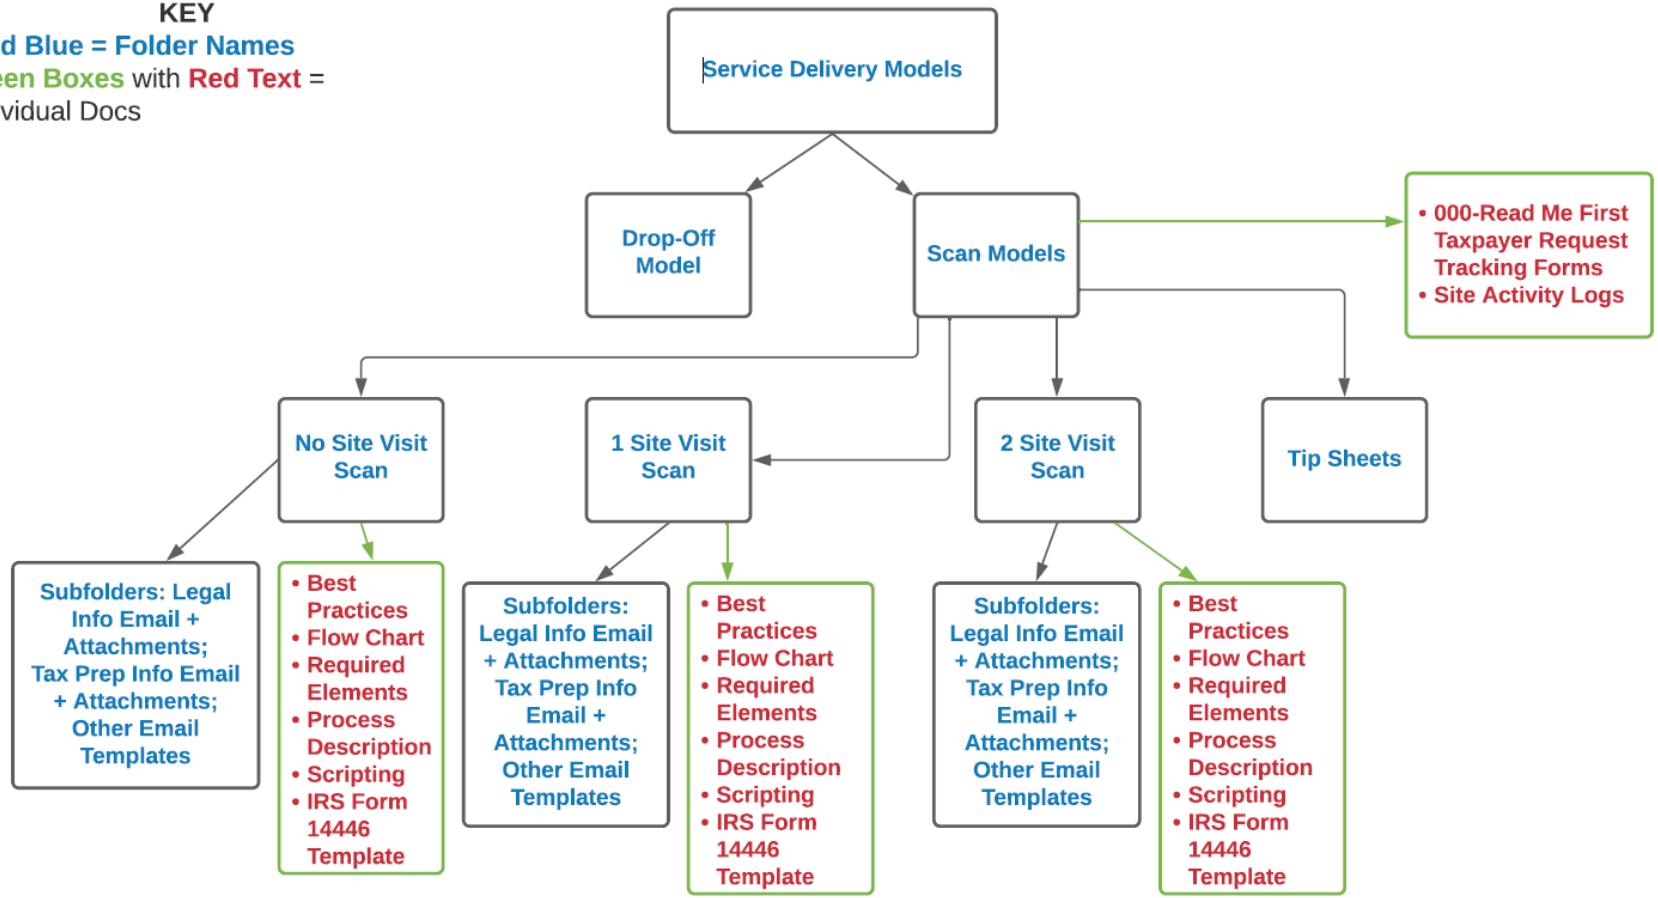 KEY
d Blue = Folder Names
een Boxes with Red Text =
vidual Docs
Service Delivery Models
Drop-Off
Model
Scan Models
• 000-Read Me First
Taxpayer Request
Tracking Forms
• Site Activity Logs
No Site Visit
Scan
1 Site Visit
Scan
2 Site Visit
Scan
Tip Sheets
Subfolders: Legal
Info Email +
Attachments;
Tax Prep Info Email
+ Attachments;
Other Email
Templates
• Best
Practices
• Flow Chart
• Required
Elements
• Process
Description
• Scripting
• IRS Form
14446
Template
Subfolders:
Legal Info Email
+ Attachments;
Tax Prep Info
Email +
Attachments;
Other Email
Templates
• Best
Practices
• Flow Chart
• Required
Elements
• Process
Description
• Scripting
• IRS Form
14446
Template
Subfolders:
Legal Info Email
+ Attachments;
Tax Prep Info
Email +
Attachments;
Other Email
Templates
• Best
Practices
• Flow Chart
• Required
Elements
• Process
Description
• Scripting
• IRS Form
14446
Template